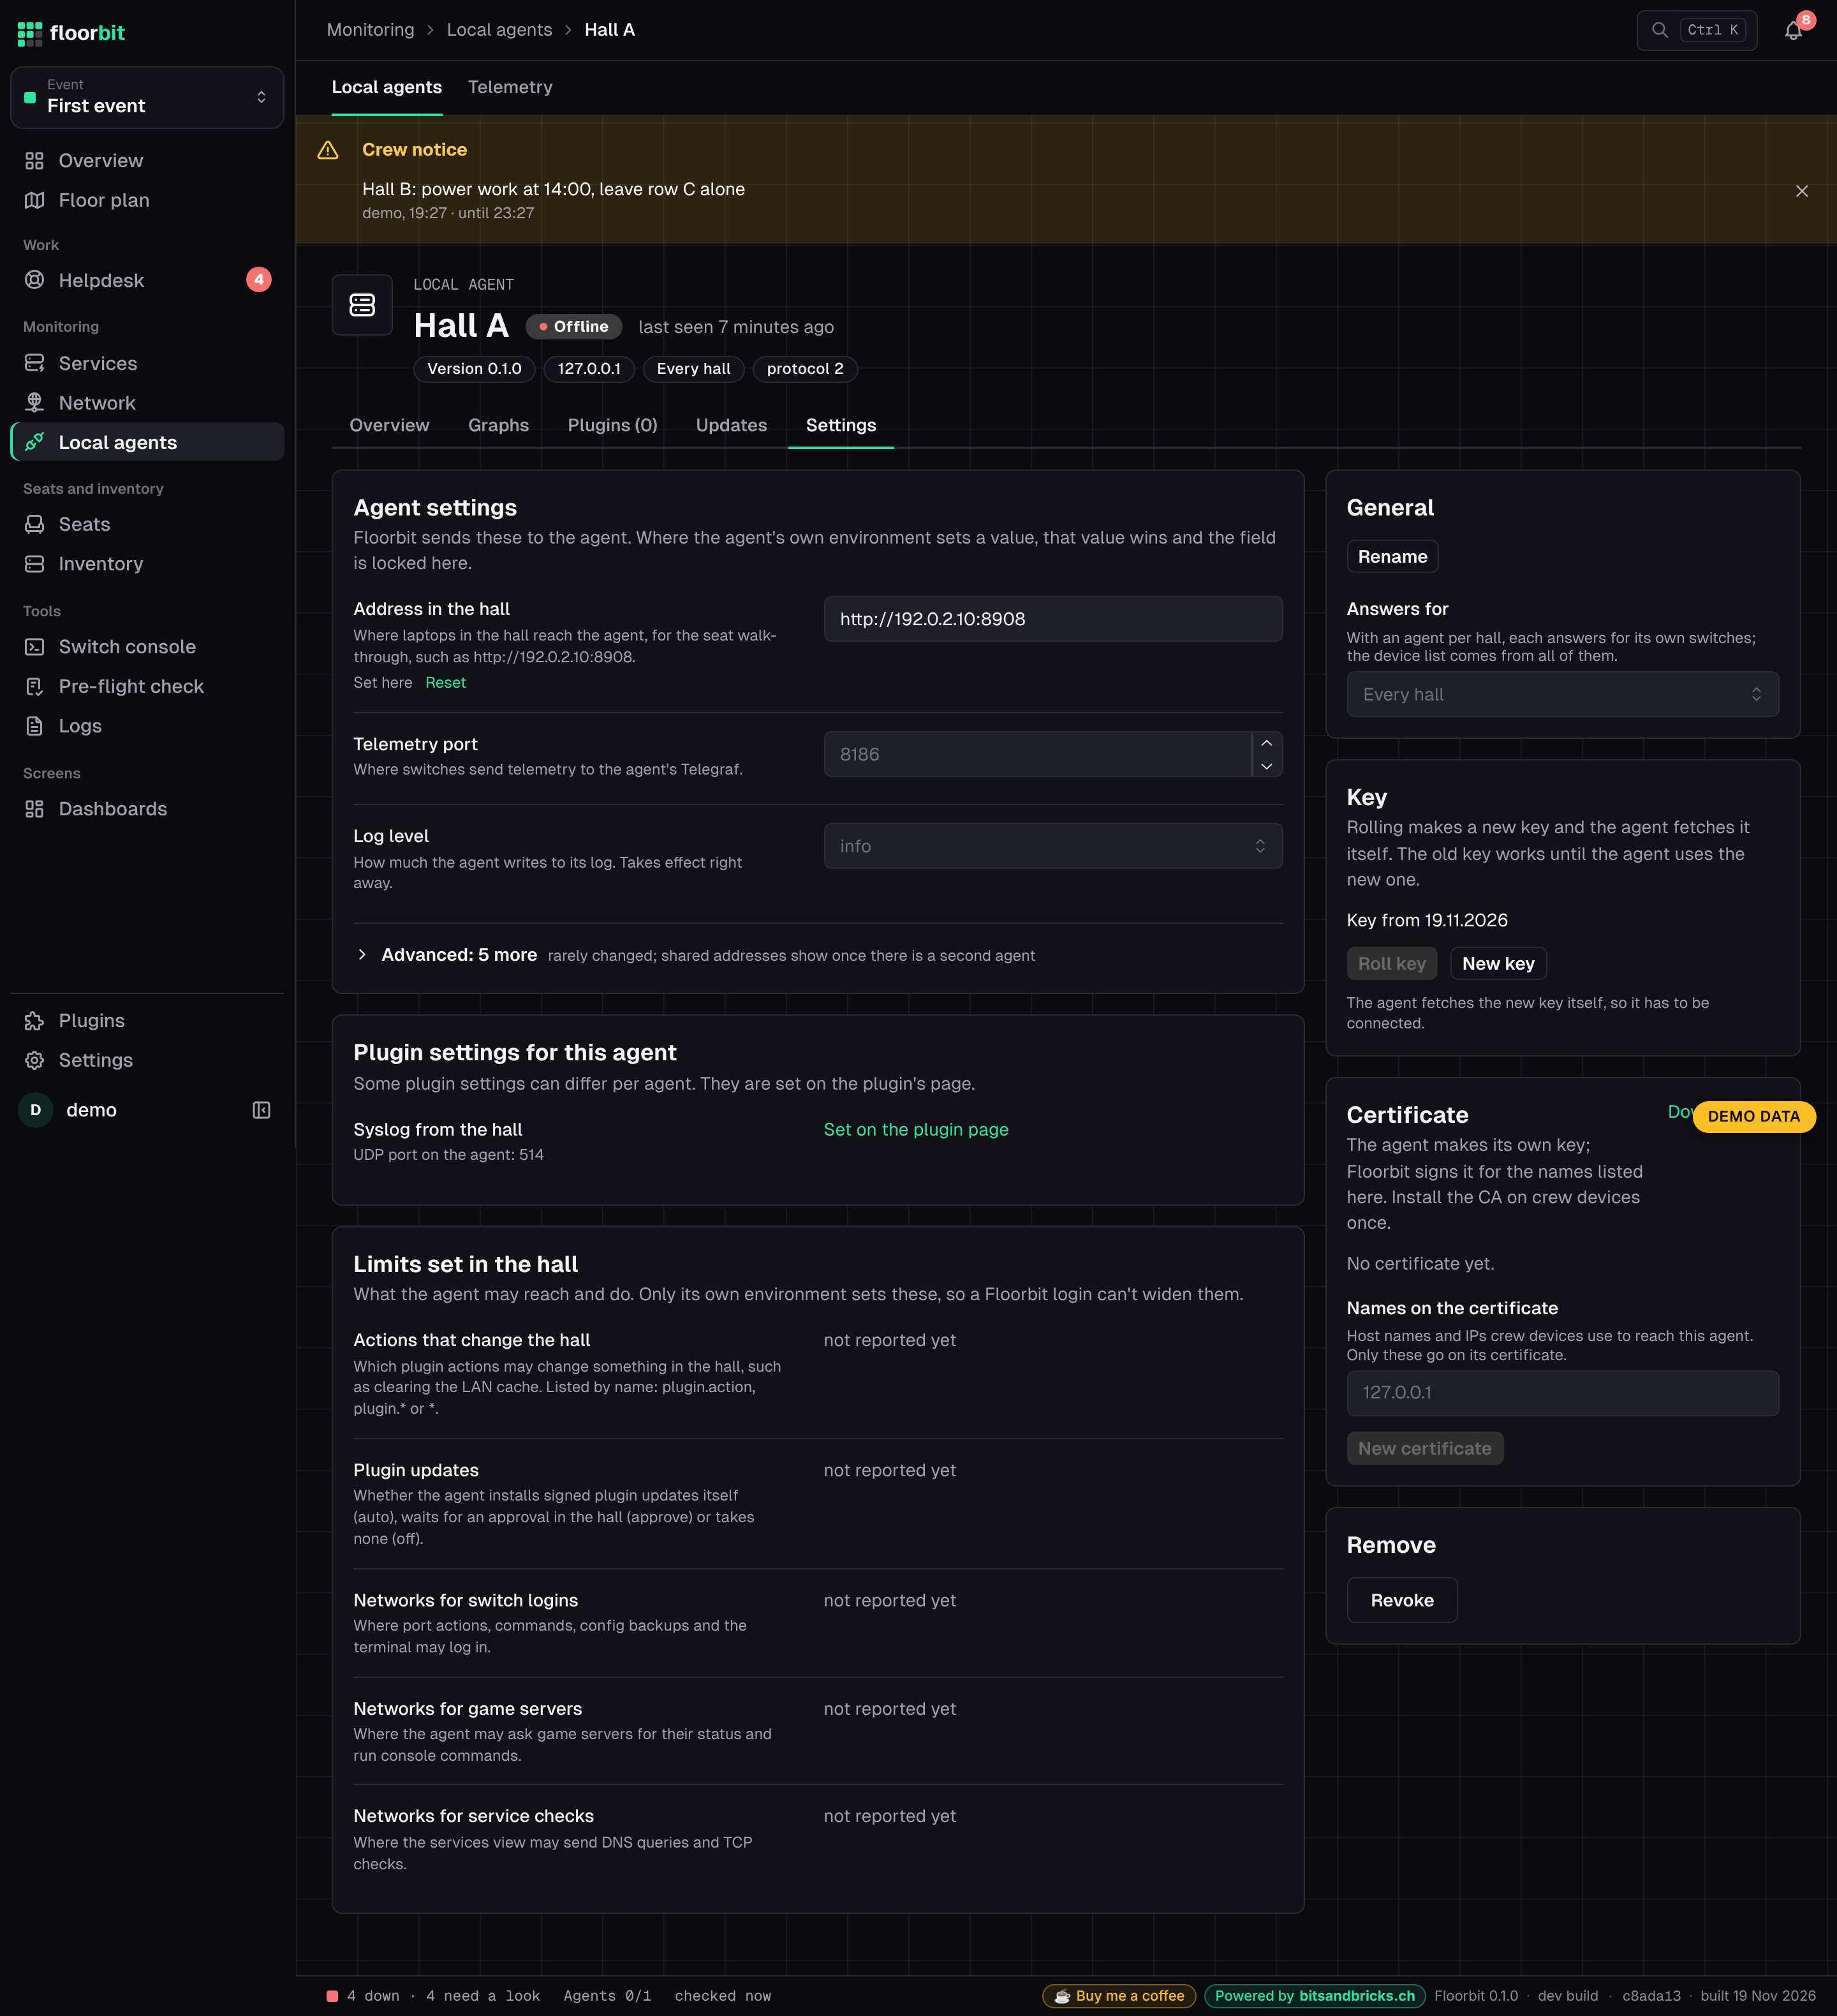 floorbit
Event
First event
Overview
Floor plan
Work
Helpdesk
4
Monitoring
Services
Network
Local agents
Seats and inventory
Seats
Inventory
Tools
Switch console
Pre-flight check
Logs
Screens
Dashboards
Plugins
Settings
D
demo
Monitoring > Local agents > Hall A
Ctrl K
8
Local agents
Telemetry
Crew notice
Hall B: power work at 14:00, leave row C alone
demo, 19:27 · until 23:27
LOCAL AGENT
Hall A
Offline
last seen 7 minutes ago
Version 0.1.0
127.0.0.1
Every hall
protocol 2
Overview
Graphs
Plugins (0)
Updates
Settings
Agent settings
Floorbit sends these to the agent. Where the agent's own environment sets a value, that value wins and the field
is locked here.
Address in the hall
Where laptops in the hall reach the agent, for the seat walk-
through, such as http://192.0.2.10:8908.
Set here Reset
http://192.0.2.10:8908
Telemetry port
Where switches send telemetry to the agent's Telegraf.
8186
Log level
How much the agent writes to its log. Takes effect right
away.
info
Advanced: 5 more rarely changed; shared addresses show once there is a second agent
Plugin settings for this agent
Some plugin settings can differ per agent. They are set on the plugin's page.
Syslog from the hall
UDP port on the agent: 514
Set on the plugin page
Limits set in the hall
What the agent may reach and do. Only its own environment sets these, so a Floorbit login can't widen them.
Actions that change the hall
Which plugin actions may change something in the hall, such
as clearing the LAN cache. Listed by name: plugin.action,
plugin.* or *.
not reported yet
Plugin updates
Whether the agent installs signed plugin updates itself
(auto), waits for an approval in the hall (approve) or takes
none (off).
not reported yet
Networks for switch logins
Where port actions, commands, config backups and the
terminal may log in.
not reported yet
Networks for game servers
Where the agent may ask game servers for their status and
run console commands.
not reported yet
Networks for service checks
Where the services view may send DNS queries and TCP
checks.
not reported yet
General
Rename
Answers for
With an agent per hall, each answers for its own switches;
the device list comes from all of them.
Every hall
Key
Rolling makes a new key and the agent fetches it
itself. The old key works until the agent uses the
new one.
Key from 19.11.2026
Roll key
New key
The agent fetches the new key itself, so it has to be
connected.
Certificate
DEMO DATA
The agent makes its own key;
Floorbit signs it for the names listed
here. Install the CA on crew devices
once.
No certificate yet.
Names on the certificate
Host names and IPs crew devices use to reach this agent.
Only these go on its certificate.
127.0.0.1
New certificate
Remove
Revoke
4 down · 4 need a look Agents 0/1 checked now
Buy me a coffee
Powered by bitsandbricks.ch
Floorbit 0.1.0 · dev build · c8ada13 · built 19 Nov 2026